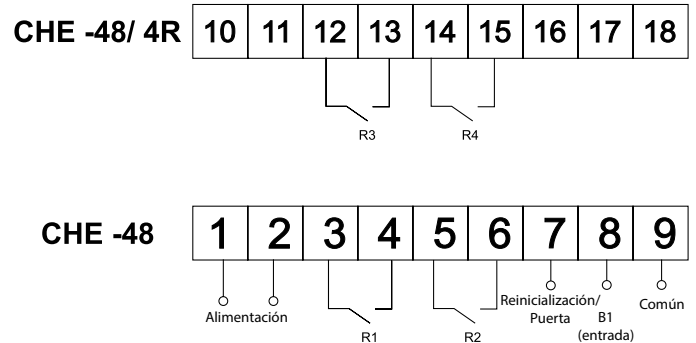 CHE -48/ 4R 10 11 12 13 14 15 16 17 18
R3 R4
CHE -48 1 2 3 4 5 6 7 8 9
Alimentación
R1 R2
Reinicialización/
Puerta
B1
(entrada)
Común